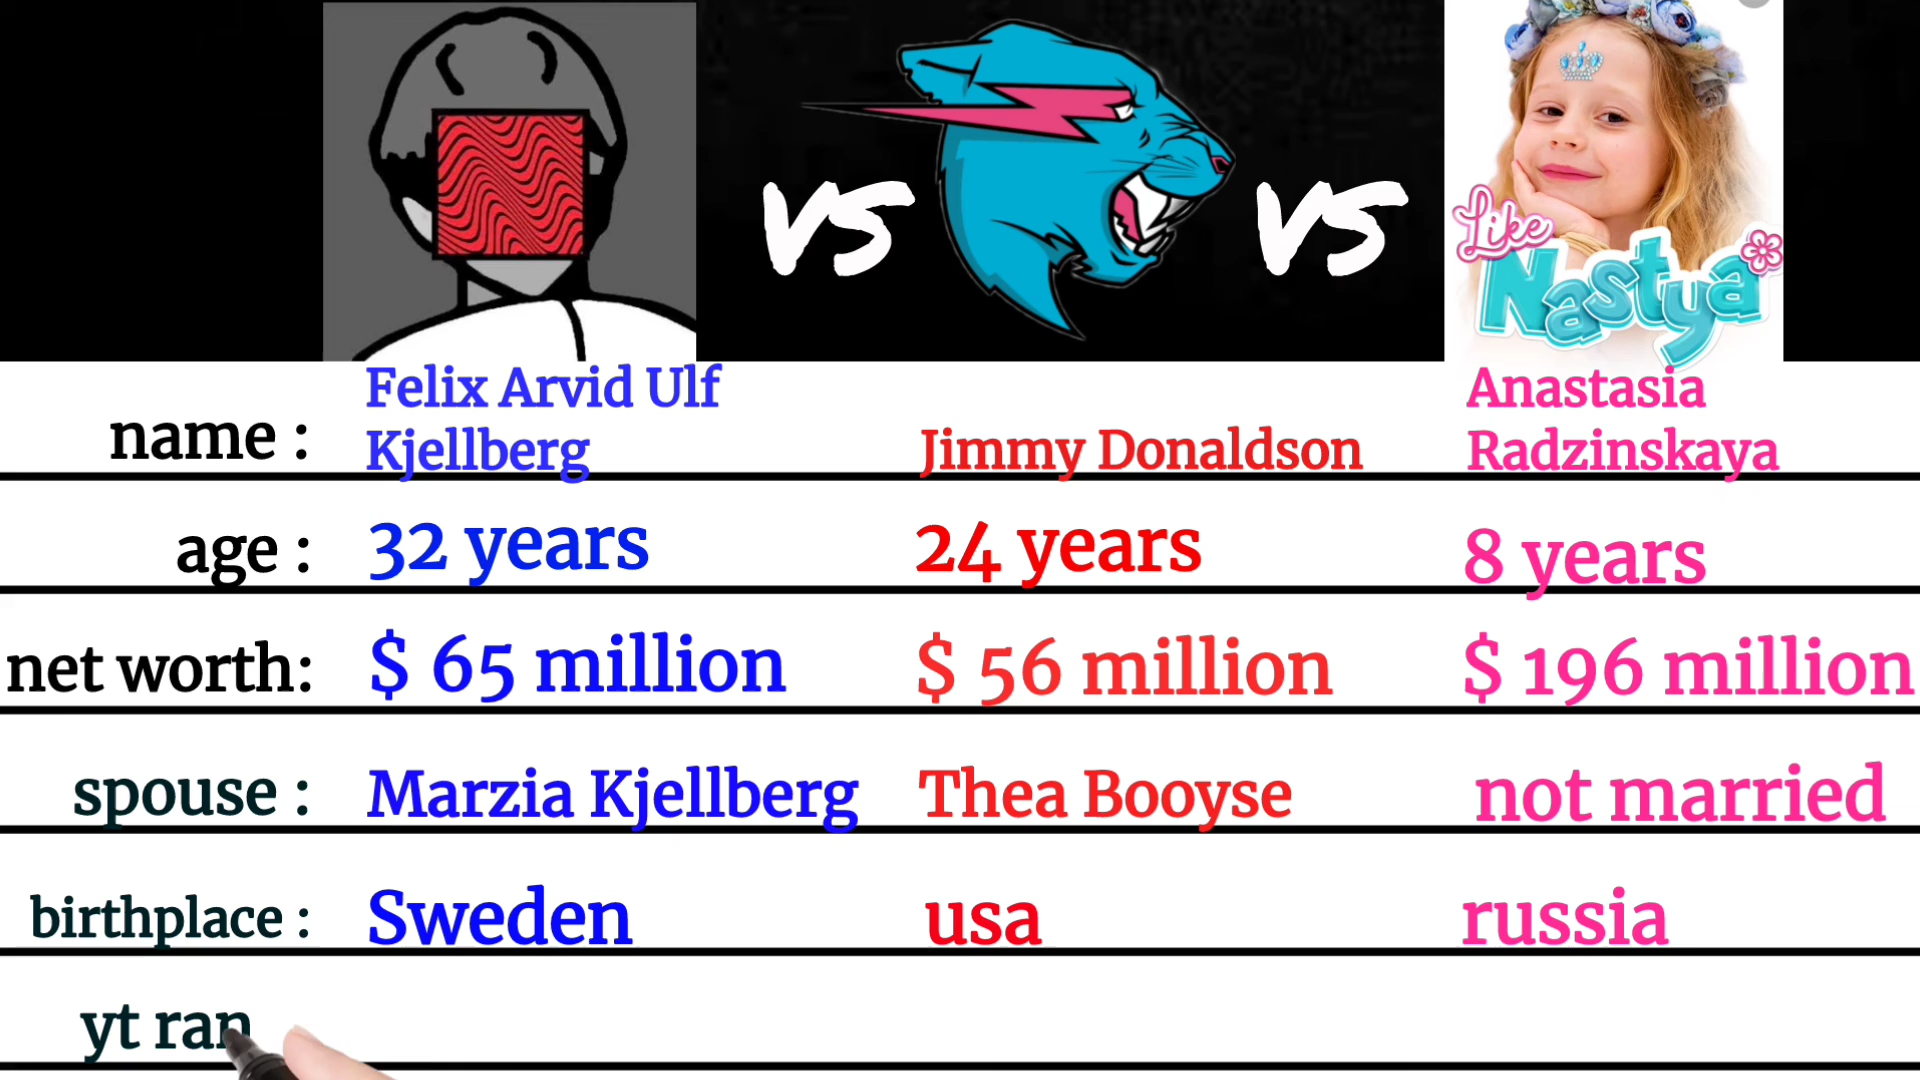 vs
vs
Like
Nastya
name :
Felix Arvid Ulf
Kjellberg
Jimmy Donaldson
Anastasia
Radzinskaya
age :
32 years
24 years
8 years
net worth:
$ 65 million
$ 56 million
$ 196 million
spouse :
Marzia Kjellberg
Thea Booyse
not married
birthplace :
Sweden
usa
russia
yt ran